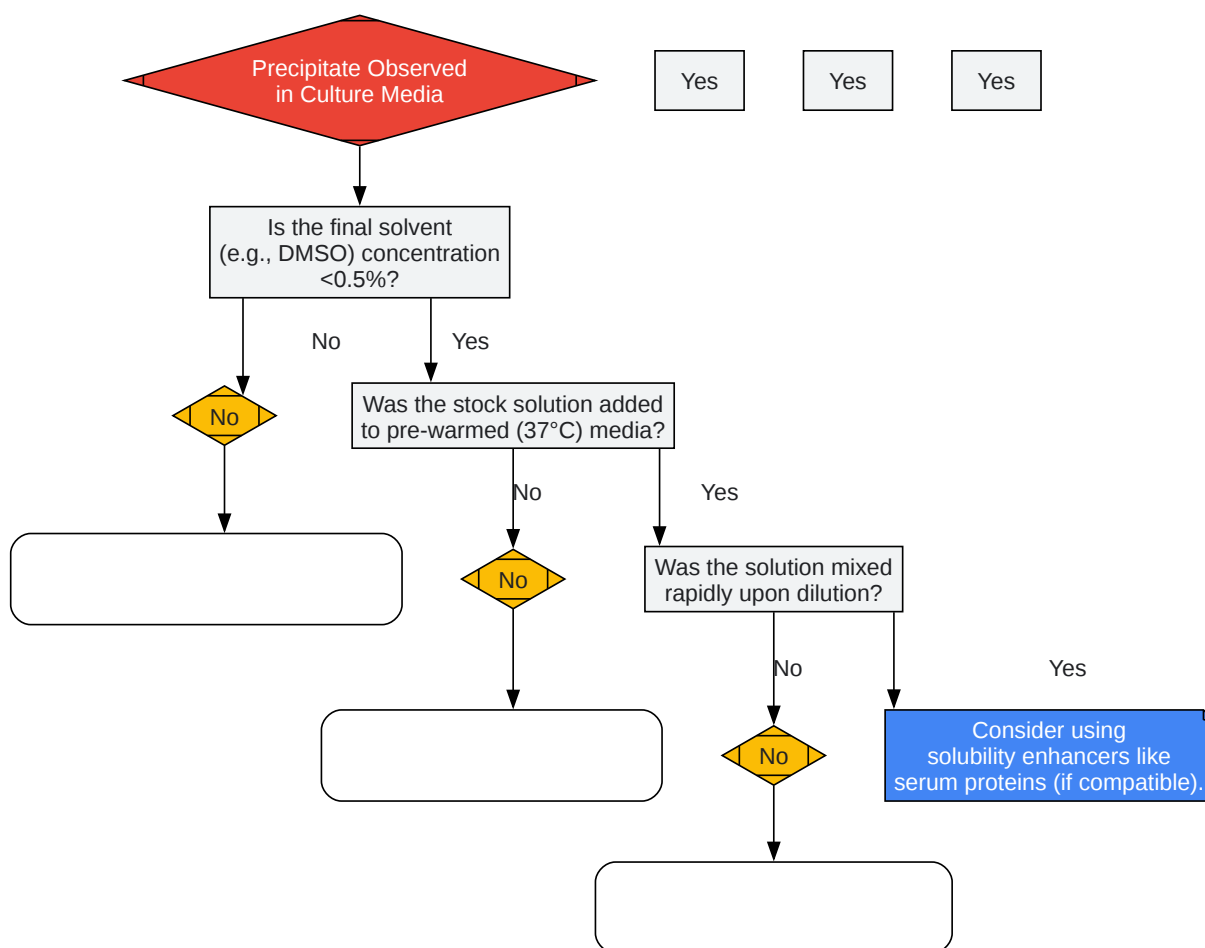 Precipitate Observed
in Culture Media
Yes
Yes
Yes
Is the final solvent
(e.g., DMSO) concentration
<0.5%?
No
Yes
No
Was the stock solution added
to pre-warmed (37°C) media?
No
Yes
No
Was the solution mixed
rapidly upon dilution?
No
Yes
No
Consider using
solubility enhancers like
serum proteins (if compatible).